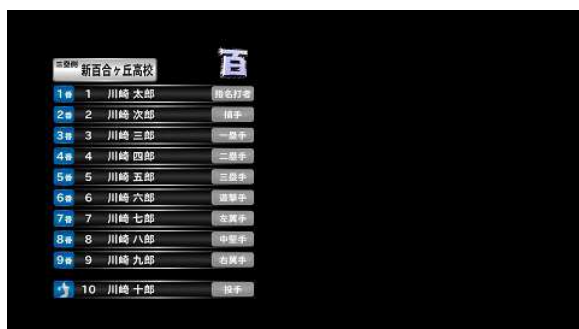 三塁側 新百合ヶ丘高校 百
1番 1 川崎 太郎 指名打者
2番 2 川崎 次郎 捕手
3番 3 川崎 三郎 一塁手
4番 4 川崎 四郎 二塁手
5番 5 川崎 五郎 三塁手
6番 6 川崎 六郎 遊撃手
7番 7 川崎 七郎 左翼手
8番 8 川崎 八郎 中堅手
9番 9 川崎 九郎 右翼手
10 川崎 十郎 投手